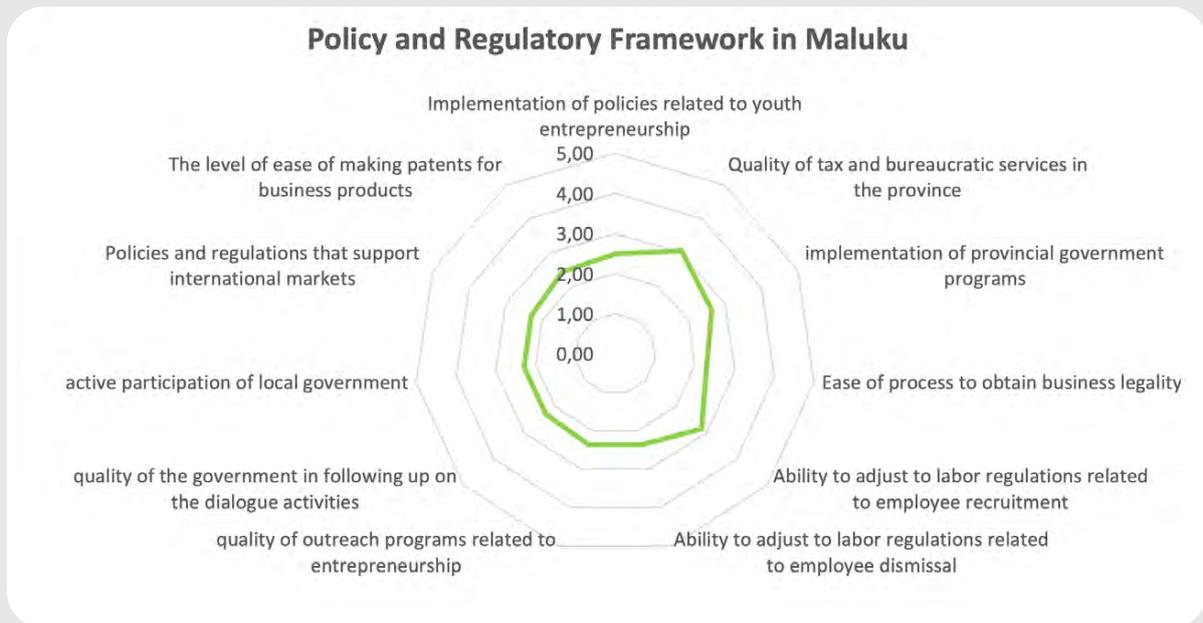 Policy and Regulatory Framework in Maluku
Implementation of policies related to youth
entrepreneurship
5,00
4,00
3,00
2,00
1,00
0,00
Quality of tax and bureaucratic services in
the province
implementation of provincial government
programs
Ease of process to obtain business legality
Ability to adjust to labor regulations related
to employee recruitment
Ability to adjust to labor regulations related
to employee dismissal
quality of outreach programs related to
entrepreneurship
quality of the government in following up on
the dialogue activities
active participation of local government
Policies and regulations that support
international markets
The level of ease of making patents for
business products